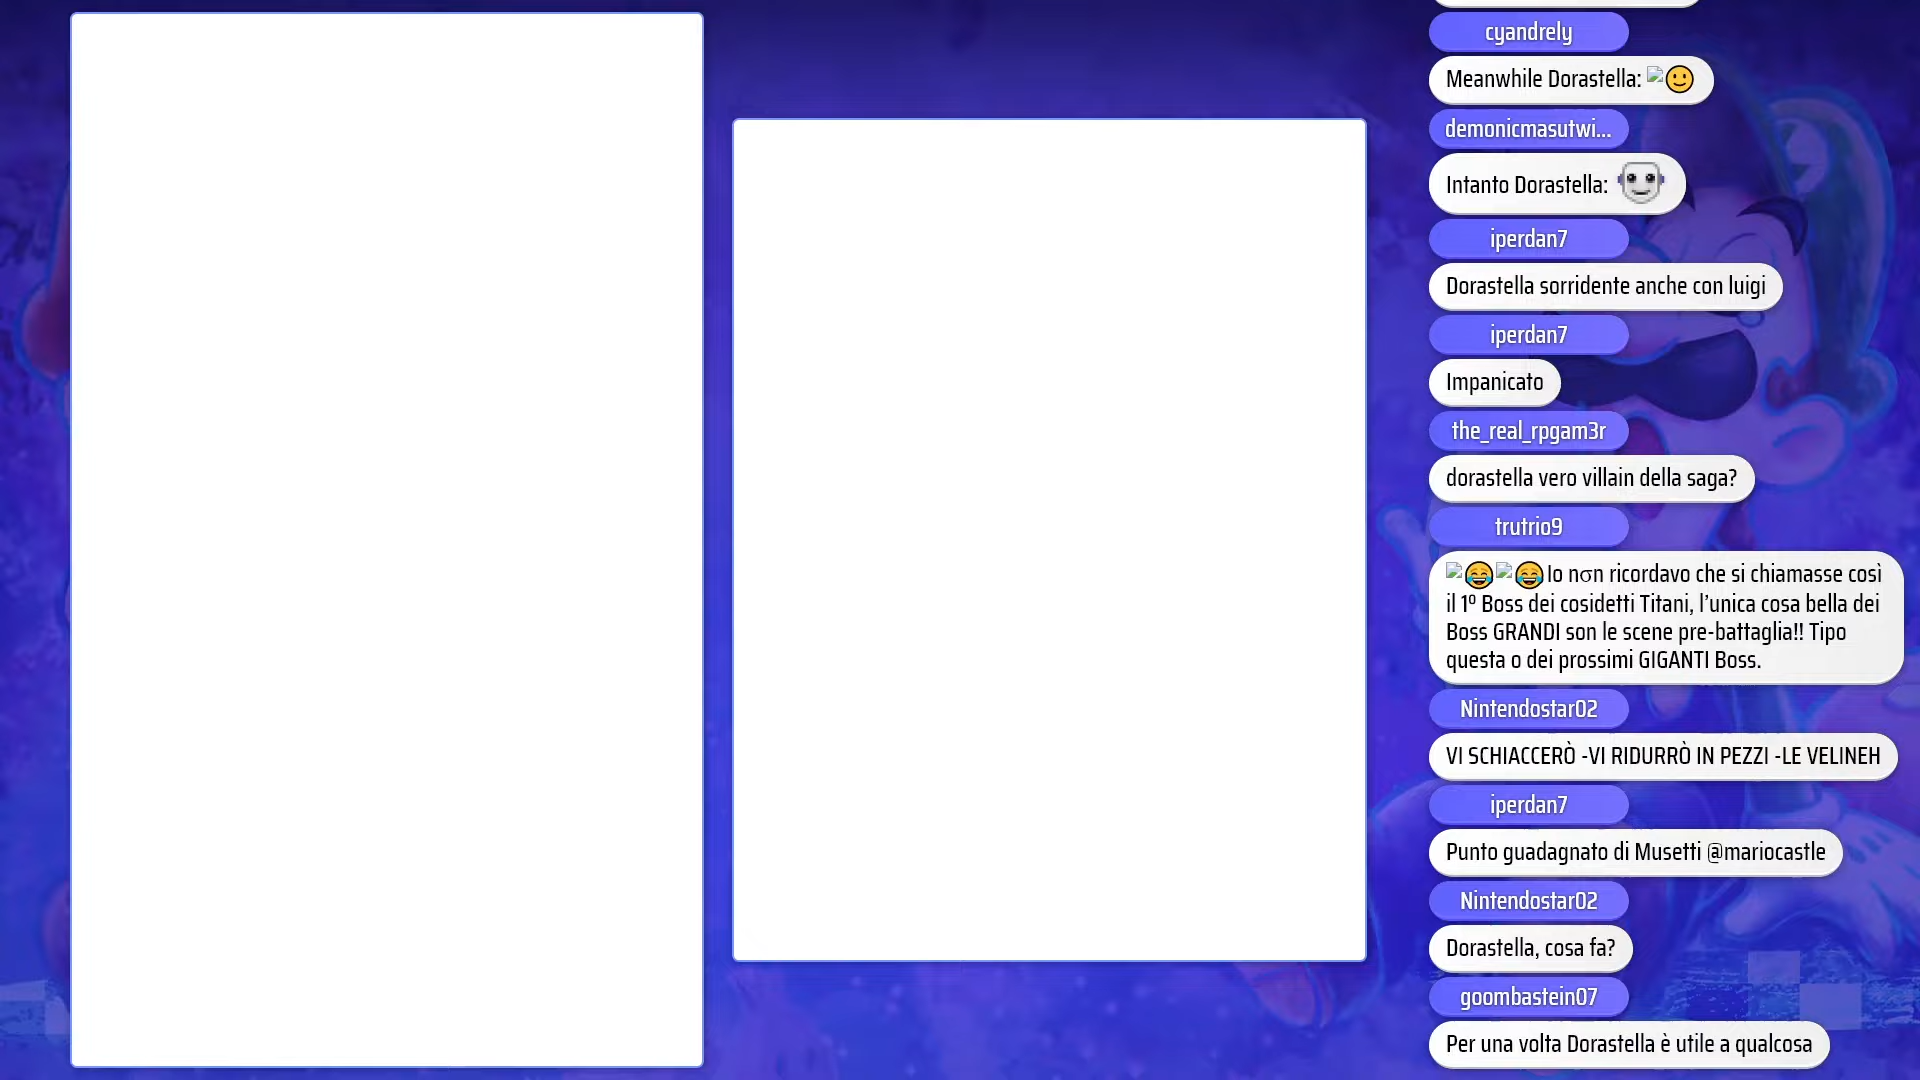 cyandrely
Meanwhile Dorastella: 🙂
demonicmasutwi...
Intanto Dorastella:
iperdan7
Dorastella sorridente anche con luigi
iperdan7
Impanicato
the_real_rpgam3r
dorastella vero villain della saga?
trutrio9
😂😂Io nσn ricordavo che si chiamasse così
il 1º Boss dei cosidetti Titani, l’unica cosa bella dei
Boss GRANDI son le scene pre-battaglia!! Tipo
questa o dei prossimi GIGANTI Boss.
Nintendostar02
VI SCHIACCERÒ -VI RIDURRÒ IN PEZZI -LE VELINEH
iperdan7
Punto guadagnato di Musetti @mariocastle
Nintendostar02
Dorastella, cosa fa?
goombastein07
Per una volta Dorastella è utile a qualcosa